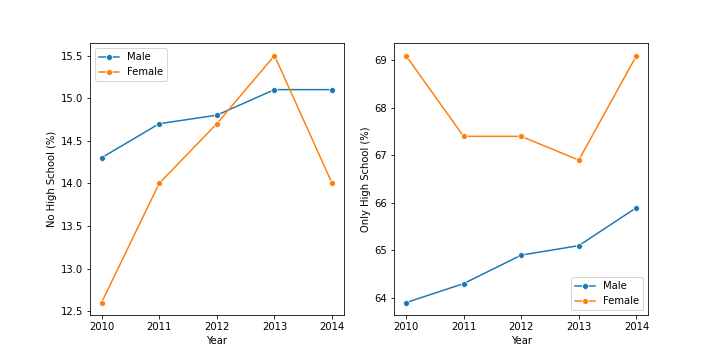 No High School (%)
15.5
15.0
14.5
14.0
13.5
13.0
12.5
2010 2011 2012 2013 2014
Year
Male
Female
Only High School (%)
69
68
67
66
65
64
2010 2011 2012 2013 2014
Year
Male
Female